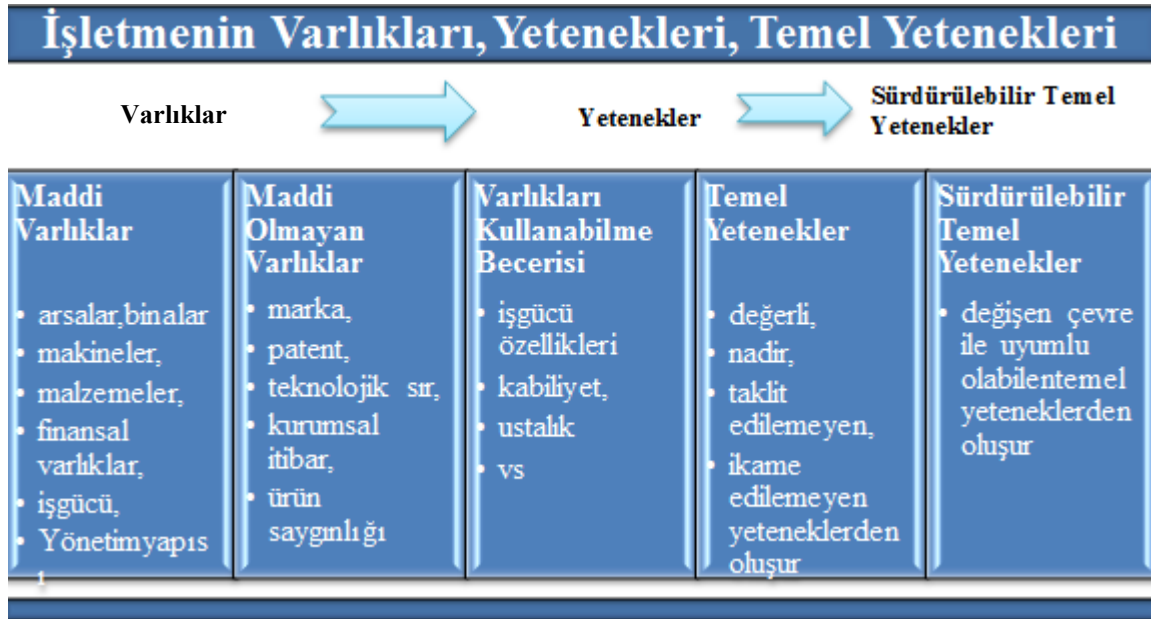 İşletmenin Varlıkları, Yetenekleri, Temel Yetenekleri
Varlıklar
Yetenekler
Sürdürülebilir Temel
Yetenekler
Maddi
Varlıklar
• arsalar,binalar
• makineler,
• malzemeler,
• finansal
varlıklar,
• işgücü,
• Yönetimyapıs
ı
Maddi
Olmayan
Varlıklar
• marka,
• patent,
• teknolojik sır,
• kurumsal
itibar,
• ürün
saygınlığı
Varlıkları
Kullanabilme
Becerisi
• işgücü
özellikleri
• kabiliyet,
• ustalık
• vs
Temel
Yetenekler
• değerli,
• nadir,
• taklit
edilemeyen,
• ikame
edilemeyen
yeteneklerden
oluşur
Sürdürülebilir
Temel
Yetenekler
• değişen çevre
ile uyumlu
olabilentemel
yeteneklerden
oluşur